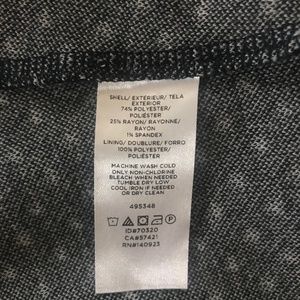 SHELL/ EXTÉRIEUR/ TELA
EXTERIOR
74% POLYESTER/
POLIÉSTER
25% RAYON/ RAYONNE/
RAYON
1% SPANDEX
LINING/ DOUBLURE/ FORRO
100% POLYESTER/
POLIÉSTER
MACHINE WASH COLD
ONLY NON-CHLORINE
BLEACH WHEN NEEDED
TUMBLE DRY LOW
COOL IRON IF NEEDED
OR DRY CLEAN
495348
P
ID#70320
CA#57421
RN#140923